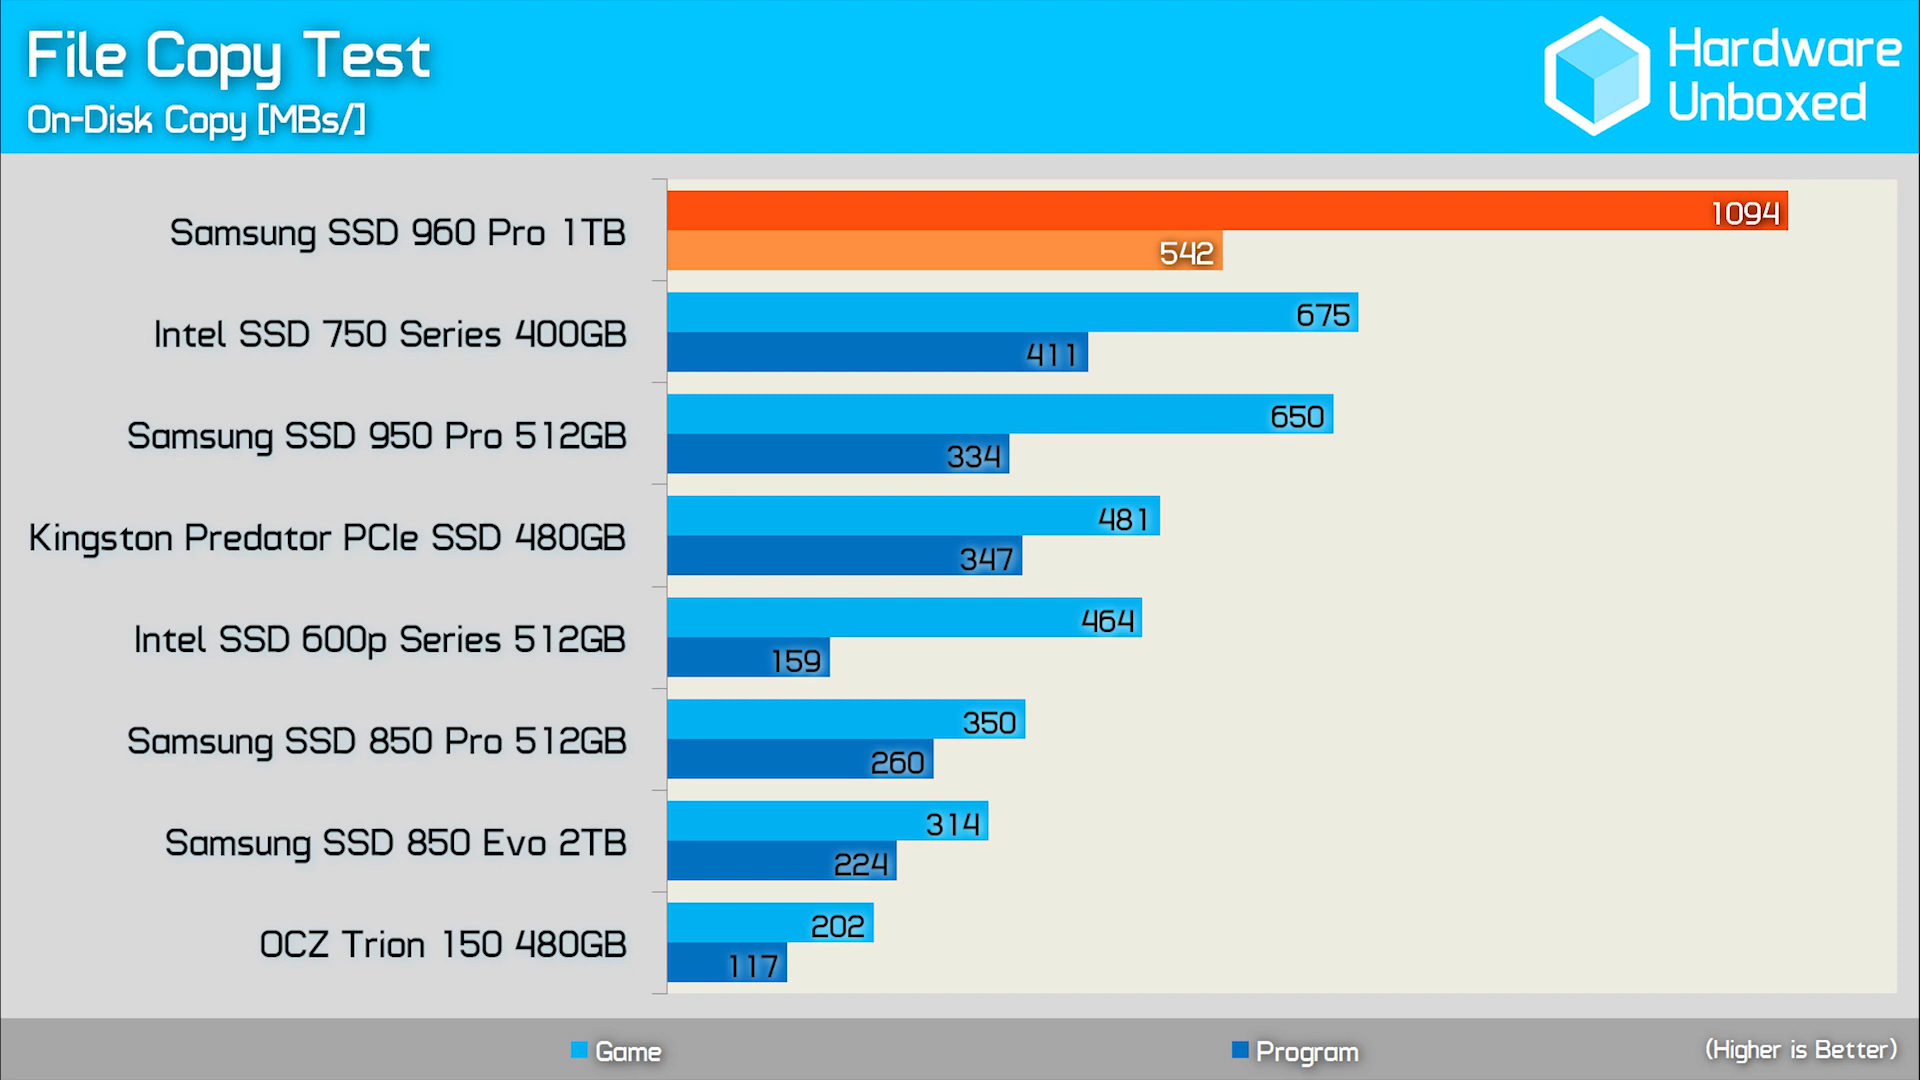 File Copy Test
On-Disk Copy [MBs/]
Hardware
Unboxed
Samsung SSD 960 Pro 1TB
1094
542
Intel SSD 750 Series 400GB
675
411
Samsung SSD 950 Pro 512GB
650
334
Kingston Predator PCIe SSD 480GB
481
347
Intel SSD 600p Series 512GB
464
159
Samsung SSD 850 Pro 512GB
350
260
Samsung SSD 850 Evo 2TB
314
224
OCZ Trion 150 480GB
202
117
Game
Program
(Higher is Better)